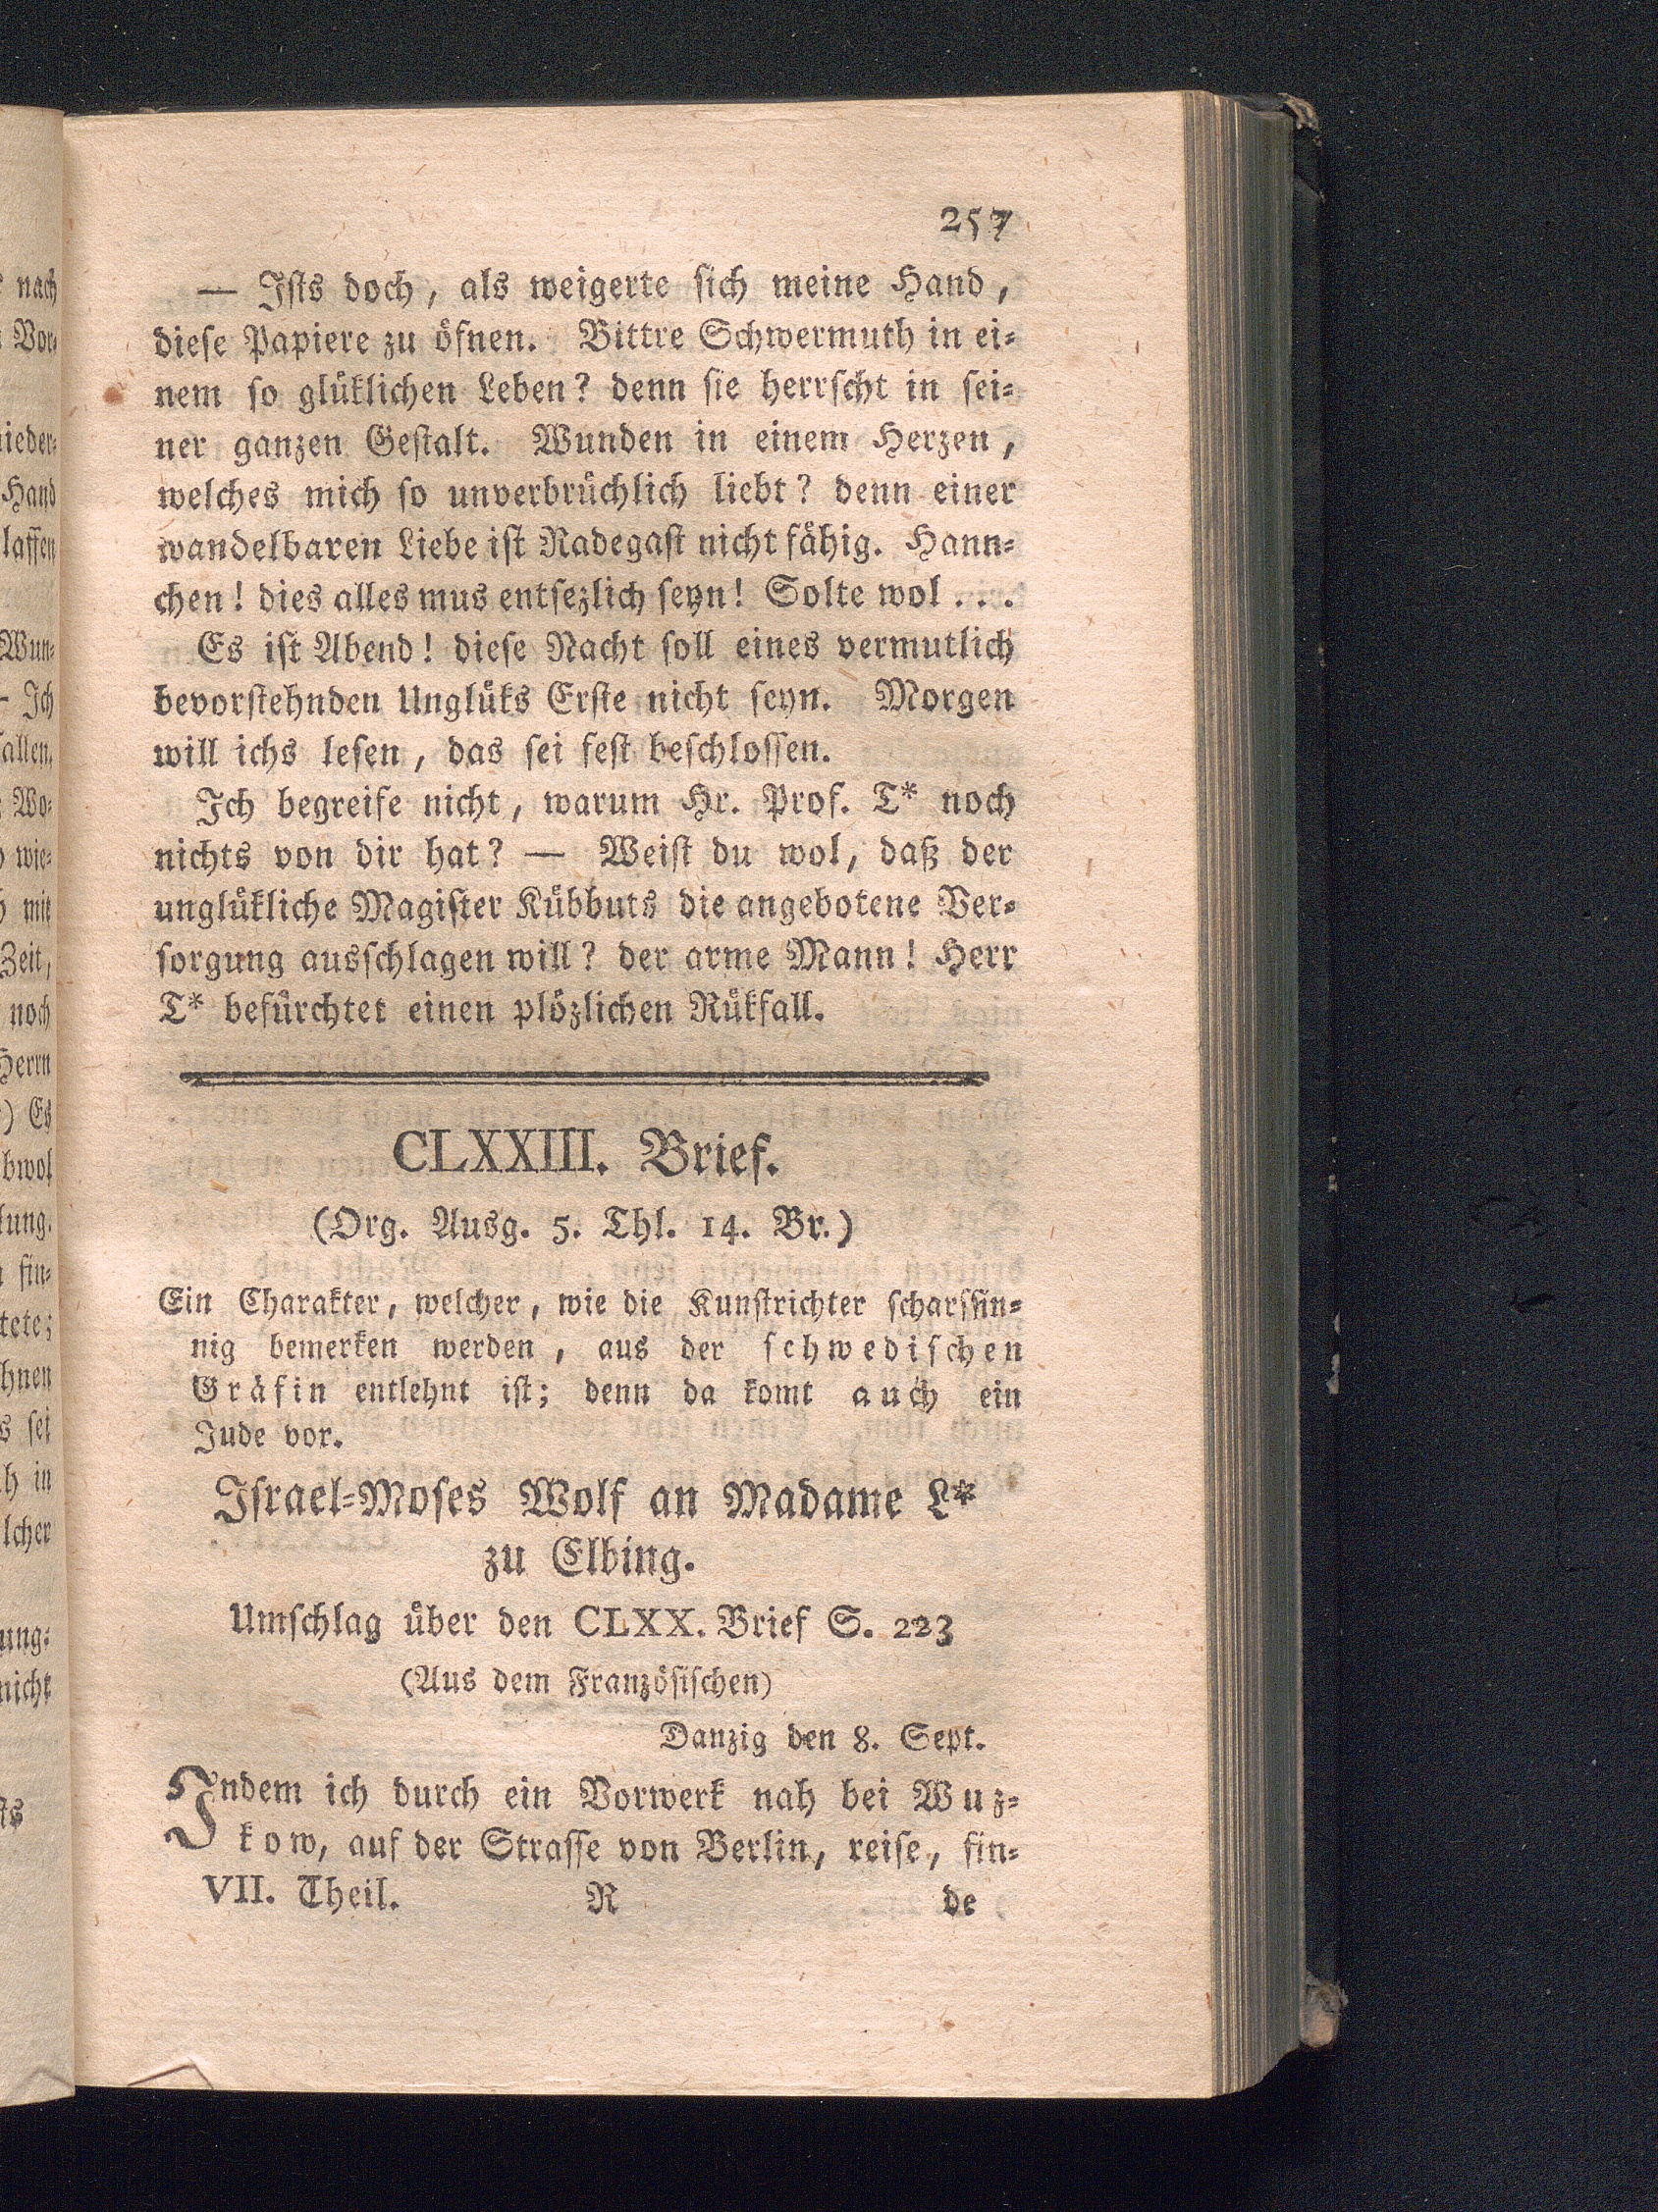 257
— Iſts doch, als weigerte ſich meine Hand,
dieſe Papiere zu öfnen. Bittre Schwermuth in ei⸗
nem ſo glüklichen Leben? denn ſie herrſcht in ſei⸗
ner ganzen Geſtalt. Wunden in einem Herzen,
welches mich ſo unverbrüchlich liebt? denn einer
wandelbaren Liebe iſt Radegaſt nicht fähig. Hann⸗
chen! dies alles mus entſezlich ſeyn! Solte wol . . .
Es iſt Abend! dieſe Nacht ſoll eines vermutlich
bevorſtehnden Unglüks Erſte nicht ſeyn. Morgen
will ichs leſen, das ſei feſt beſchloſſen.
Ich begreife nicht, warum Hr. Prof. T* noch
nichts von dir hat? — Weiſt du wol, daß der
unglükliche Magiſter Kübbuts die angebotene Ver⸗
ſorgung ausſchlagen will? der arme Mann! Herr
T* befürchtet einen plözlichen Rükfall.
CLXXIII. Brief.
(Org. Ausg. 5. Thl. 14. Br.)
Ein Charakter, welcher, wie die Kunſtrichter ſcharfſin⸗
nig bemerken werden, aus der ſchwediſchen
Gräfin entlehnt iſt; denn da komt auch ein
Jude vor.
Iſrael⸗Moſes Wolf an Madame L*
zu Elbing.
Umſchlag über den CLXX. Brief S. 223
(Aus dem Franzöſiſchen)
Danzig den 8. Sept.
Indem ich durch ein Vorwerk nah bei Wuz⸗
kow, auf der Straſſe von Berlin, reiſe, fin⸗
VII. Theil. R de